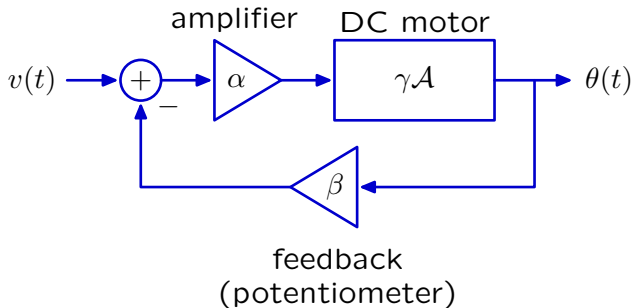 amplifier DC motor
v(t) + α γ𝒜 θ(t)
−
β
feedback
(potentiometer)